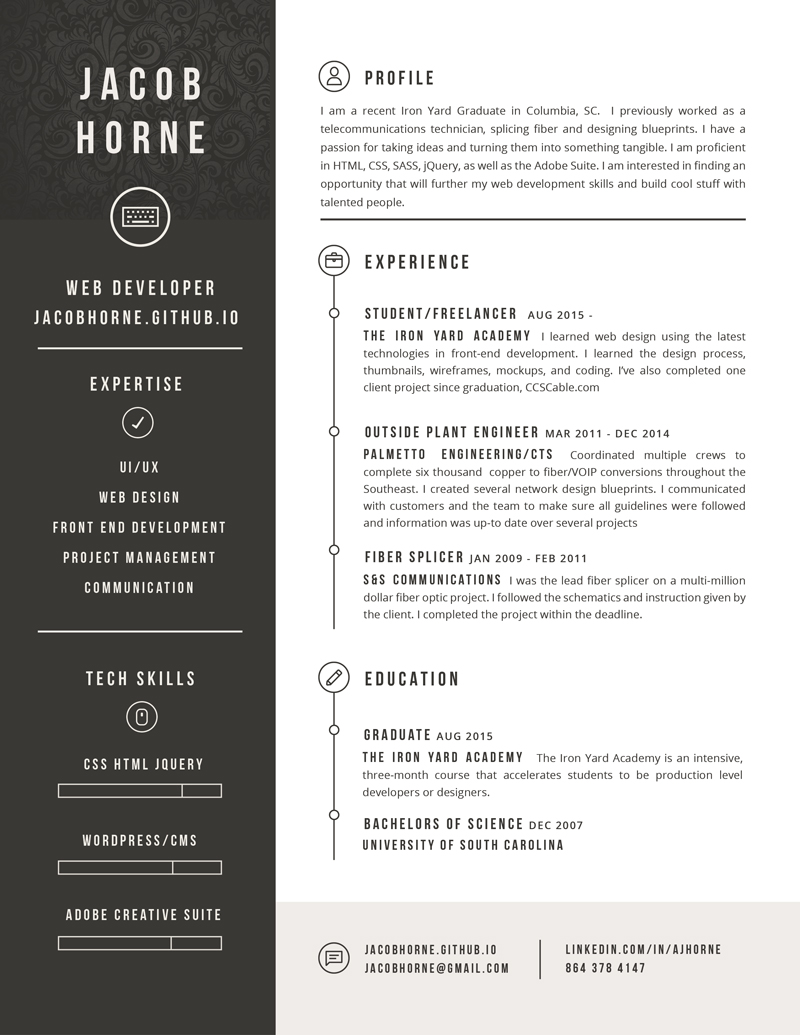 JACOB
HORNE
WEB DEVELOPER
JACOBHORNE.GITHUB.IO
EXPERTISE
UI/UX
WEB DESIGN
FRONT END DEVELOPMENT
PROJECT MANAGEMENT
COMMUNICATION
TECH SKILLS
CSS HTML JQUERY
WORDPRESS/CMS
ADOBE CREATIVE SUITE
PROFILE
I am a recent Iron Yard Graduate in Columbia, SC. I previously worked as a
telecommunications technician, splicing fiber and designing blueprints. I have a
passion for taking ideas and turning them into something tangible. I am proficient
in HTML, CSS, SASS, jQuery, as well as the Adobe Suite. I am interested in finding an
opportunity that will further my web development skills and build cool stuff with
talented people.
EXPERIENCE
STUDENT/FREELANCER AUG 2015 -
THE IRON YARD ACADEMY I learned web design using the latest
technologies in front-end development. I learned the design process,
thumbnails, wireframes, mockups, and coding. I've also completed one
client project since graduation, CCSCable.com
OUTSIDE PLANT ENGINEER MAR 2011 - DEC 2014
PALMETTO ENGINEERING/CTS Coordinated multiple crews to
complete six thousand copper to fiber/VOIP conversions throughout the
Southeast. I created several network design blueprints. I communicated
with customers and the team to make sure all guidelines were followed
and information was up-to date over several projects
FIBER SPLICER JAN 2009 - FEB 2011
S&S COMMUNICATIONS I was the lead fiber splicer on a multi-million
dollar fiber optic project. I followed the schematics and instruction given by
the client. I completed the project within the deadline.
EDUCATION
GRADUATE AUG 2015
THE IRON YARD ACADEMY The Iron Yard Academy is an intensive,
three-month course that accelerates students to be production level
developers or designers.
BACHELORS OF SCIENCE DEC 2007
UNIVERSITY OF SOUTH CAROLINA
JACOBHORNE.GITHUB.IO
JACOBHORNE@GMAIL.COM
LINKEDIN.COM/IN/AJHORNE
864 378 4147